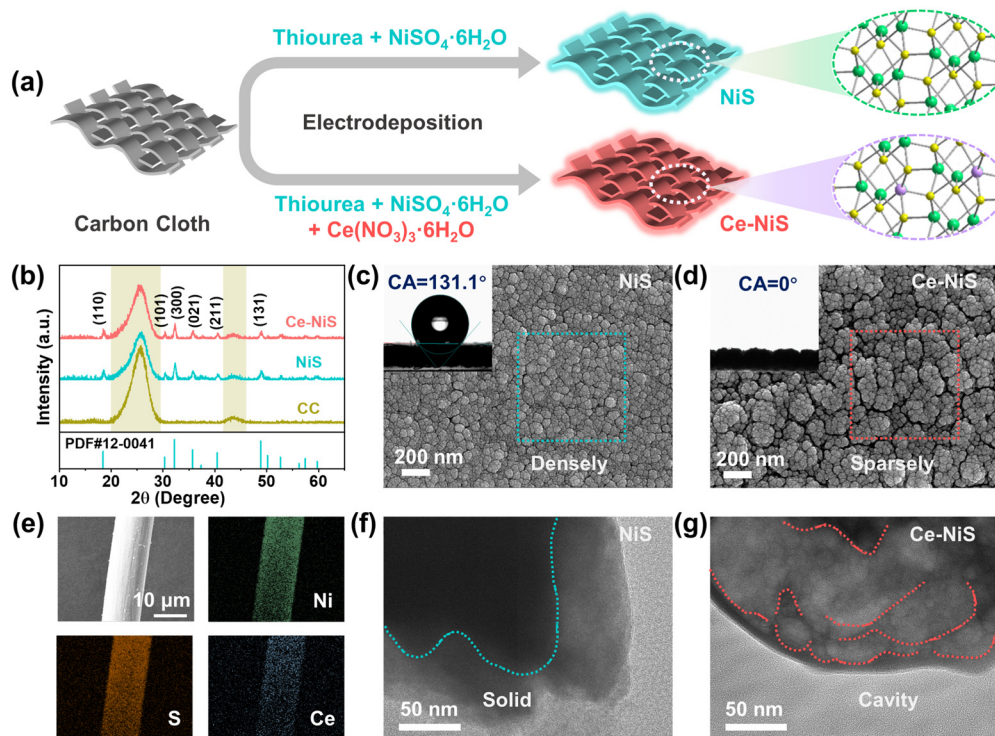 (a)
Thiourea + NiSO₄·6H₂O
Electrodeposition
Thiourea + NiSO₄·6H₂O
+ Ce(NO₃)₃·6H₂O
Carbon Cloth
NiS
Ce-NiS
(b)
Intensity (a.u.)
(110)
(101)
(300)
(021)
(211)
(131)
Ce-NiS
NiS
CC
PDF#12-0041
10 20 30 40 50 60
2θ (Degree)
(c)
CA=131.1°
NiS
200 nm
Densely
(d)
CA=0°
Ce-NiS
200 nm
Sparsely
(e)
10 μm
Ni
S
Ce
(f)
NiS
Solid
50 nm
(g)
Ce-NiS
Cavity
50 nm